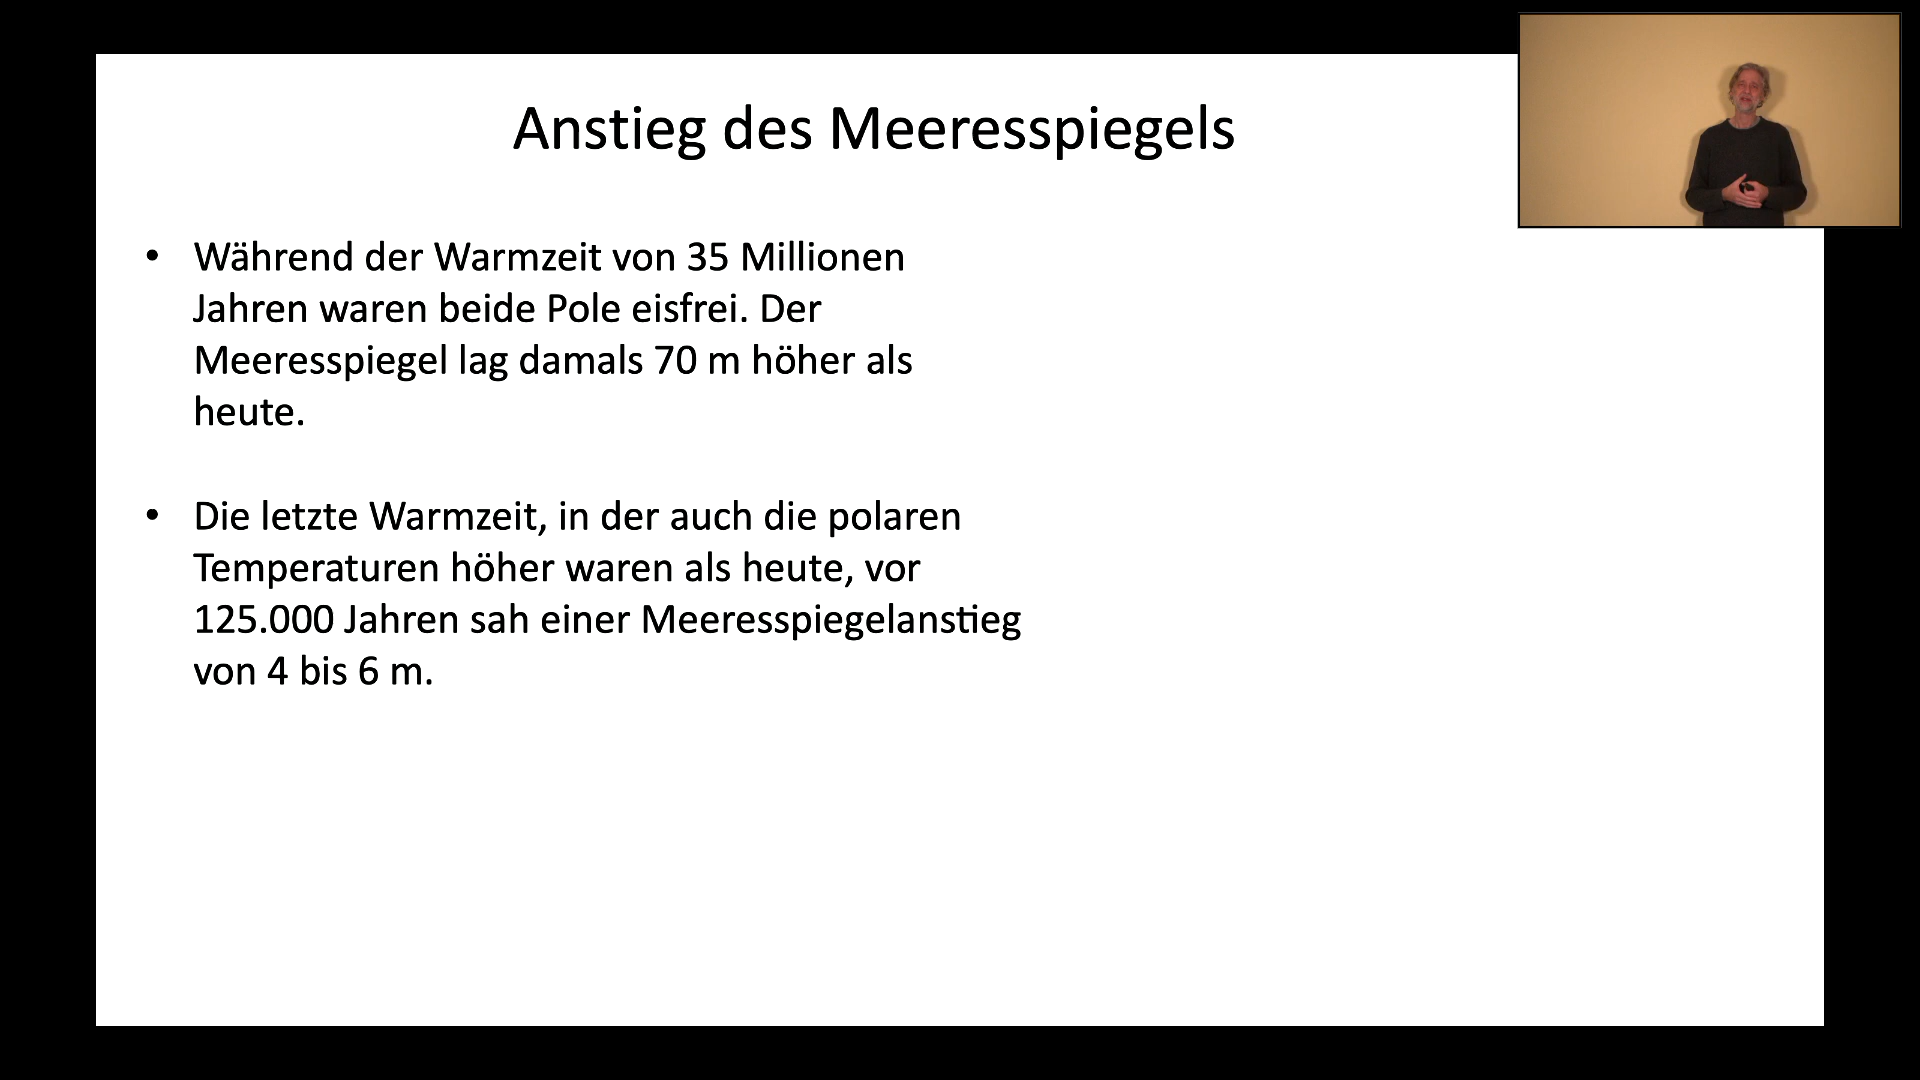 Anstieg des Meeresspiegels
• Während der Warmzeit von 35 Millionen
Jahren waren beide Pole eisfrei. Der
Meeresspiegel lag damals 70 m höher als
heute.
• Die letzte Warmzeit, in der auch die polaren
Temperaturen höher waren als heute, vor
125.000 Jahren sah einer Meeresspiegelanstieg
von 4 bis 6 m.